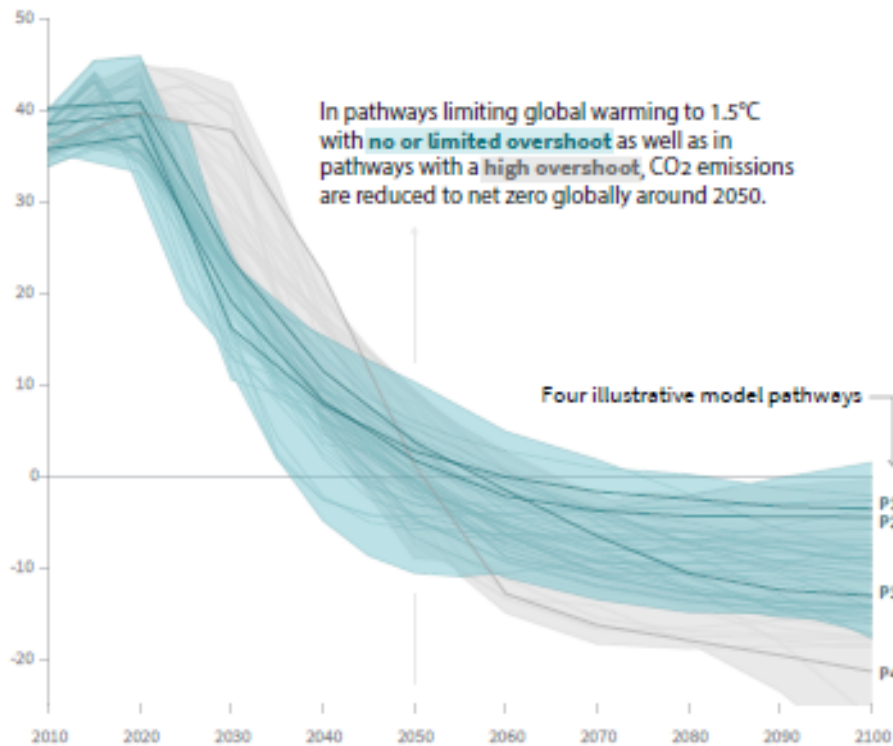 50
40
30
20
10
0
-10
-20
In pathways limiting global warming to 1.5°C
with no or limited overshoot as well as in
pathways with a high overshoot, CO2 emissions
are reduced to net zero globally around 2050.
Four illustrative model pathways
P4
2010 2020 2030 2040 2050 2060 2070 2080 2090 2100